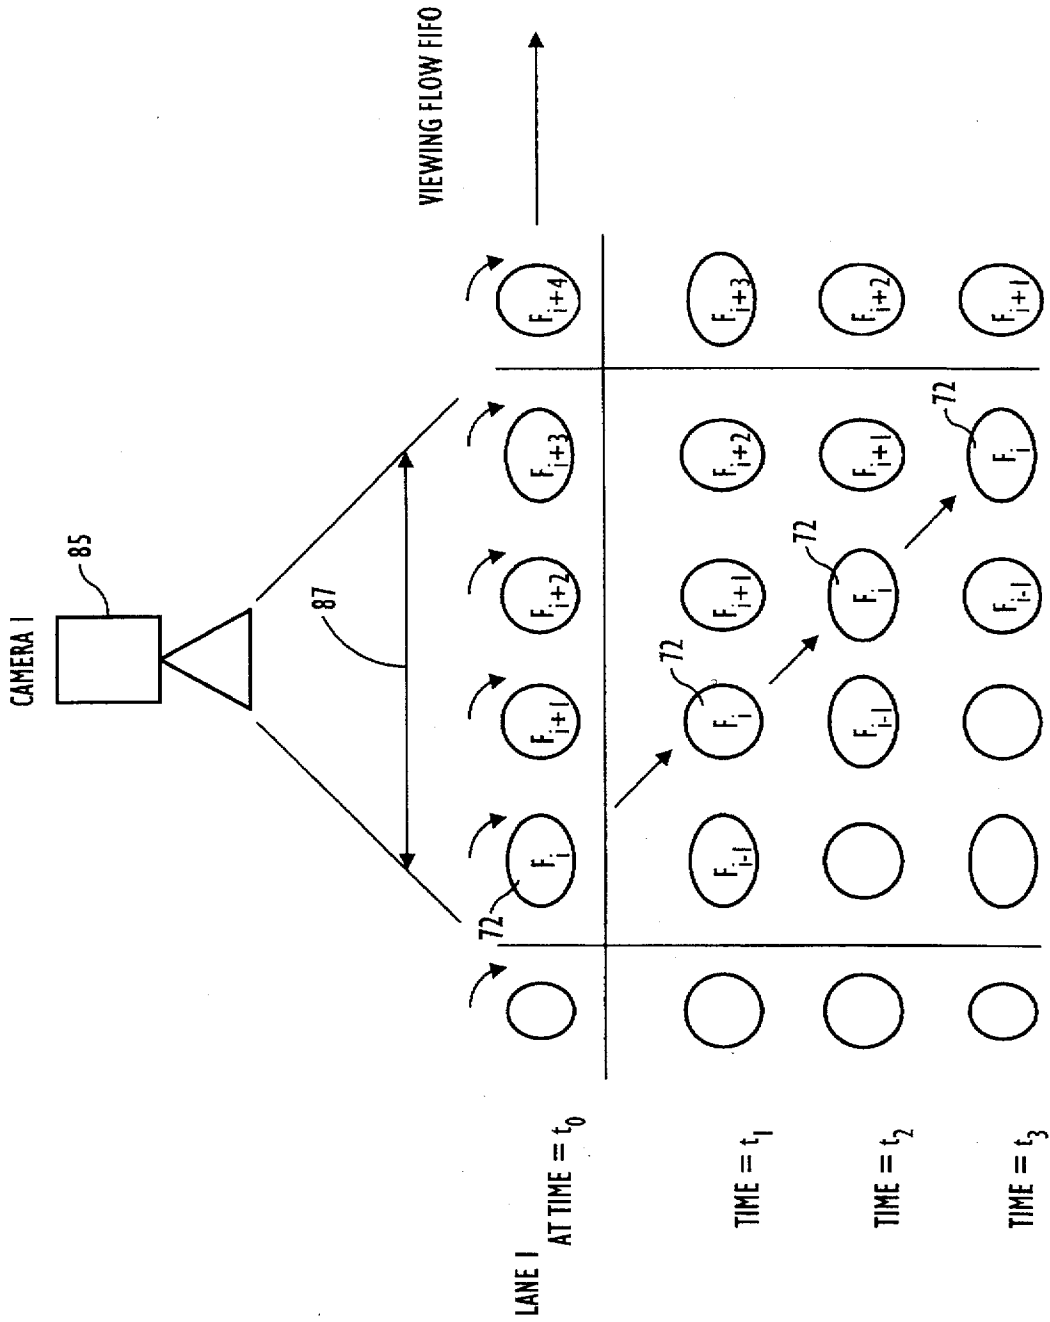 CAMERA 1
85
87
VIEWING FLOW FIFO
72
LANE 1
AT TIME = t₀
Fᵢ Fᵢ₊₁ Fᵢ₊₂ Fᵢ₊₃ Fᵢ₊₄
72
TIME = t₁
Fᵢ₋₁ Fᵢ Fᵢ₊₁ Fᵢ₊₂ Fᵢ₊₃
72
TIME = t₂
Fᵢ₋₁ Fᵢ Fᵢ₊₁ Fᵢ₊₂
72
TIME = t₃
Fᵢ₋₁ Fᵢ Fᵢ₊₁